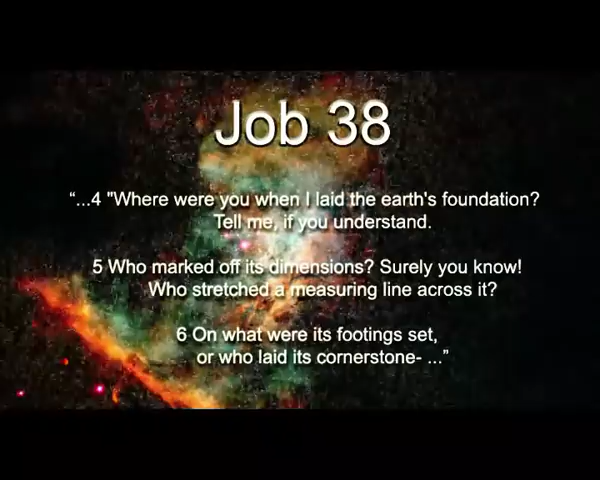 Job 38
“...4 "Where were you when I laid the earth's foundation?
Tell me, if you understand.
5 Who marked off its dimensions? Surely you know!
Who stretched a measuring line across it?
6 On what were its footings set,
or who laid its cornerstone- ...”